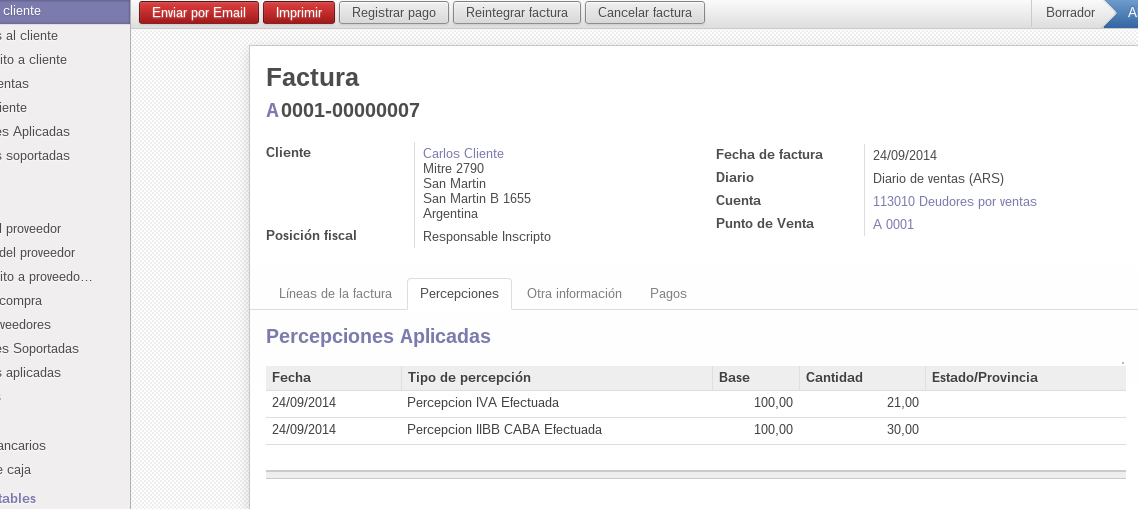 cliente
Enviar por Email Imprimir Registrar pago Reintegrar factura Cancelar factura Borrador A
s al cliente
ito a cliente
entas
iente
es Aplicadas
s soportadas
l proveedor
del proveedor
ito a proveedo…
compra
weedores
es Soportadas
s aplicadas
s
ancarios
e caja
tables
Factura
A 0001-00000007
Cliente
Carlos Cliente
Mitre 2790
San Martin
San Martin B 1655
Argentina
Posición fiscal Responsable Inscripto
Fecha de factura 24/09/2014
Diario Diario de ventas (ARS)
Cuenta 113010 Deudores por ventas
Punto de Venta A 0001
Líneas de la factura Percepciones Otra información Pagos
Percepciones Aplicadas
Fecha Tipo de percepción Base Cantidad Estado/Provincia
24/09/2014 Percepcion IVA Efectuada 100,00 21,00
24/09/2014 Percepcion IIBB CABA Efectuada 100,00 30,00